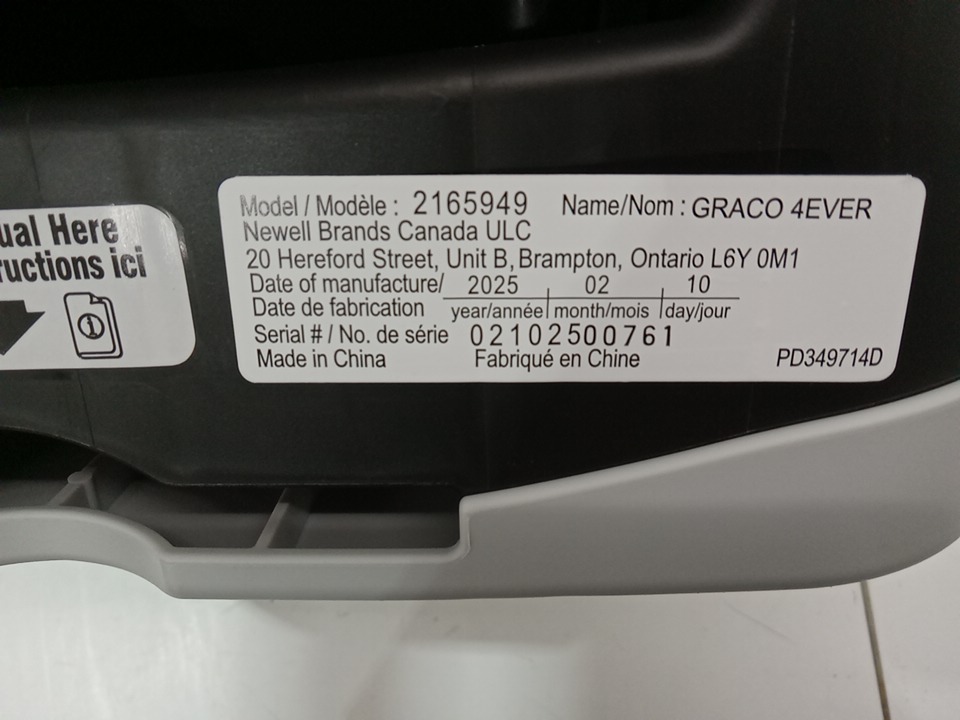 ual Here
ructions ici
Model / Modèle : 2165949 Name/Nom : GRACO 4EVER
Newell Brands Canada ULC
20 Hereford Street, Unit B, Brampton, Ontario L6Y 0M1
Date of manufacture/ 2025 02 10
Date de fabrication year/année month/mois day/jour
Serial # / No. de série 02102500761
Made in China Fabriqué en Chine PD349714D